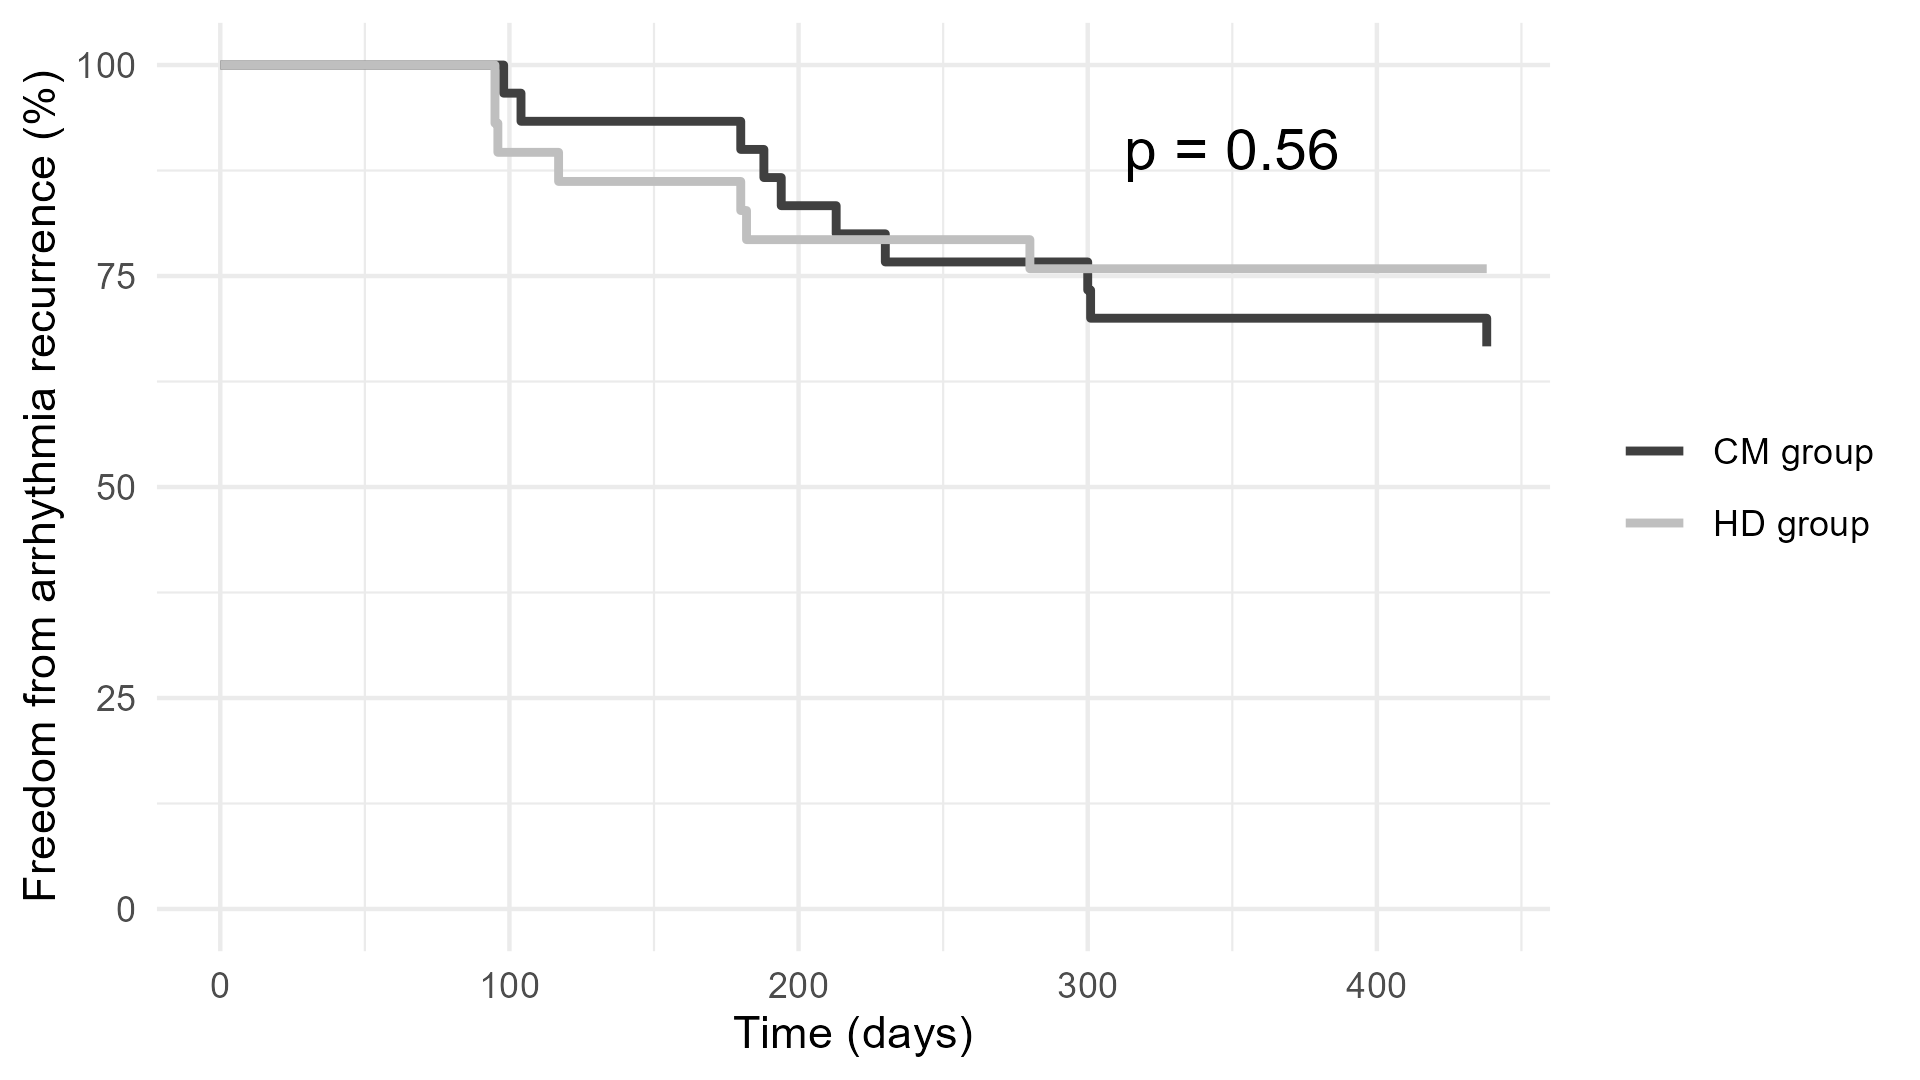 Freedom from arrhythmia recurrence (%)
100
75
50
25
0
p = 0.56
0 100 200 300 400
Time (days)
CM group
HD group